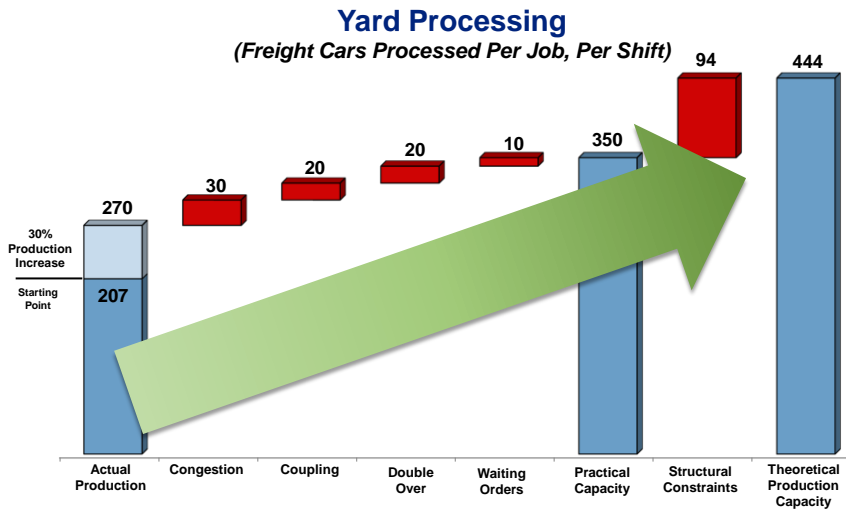 Yard Processing
(Freight Cars Processed Per Job, Per Shift)
94
444
10
350
20
20
30
270
30%
Production
Increase
Starting
Point
207
Actual
Production
Congestion
Coupling
Double
Over
Waiting
Orders
Practical
Capacity
Structural
Constraints
Theoretical
Production
Capacity